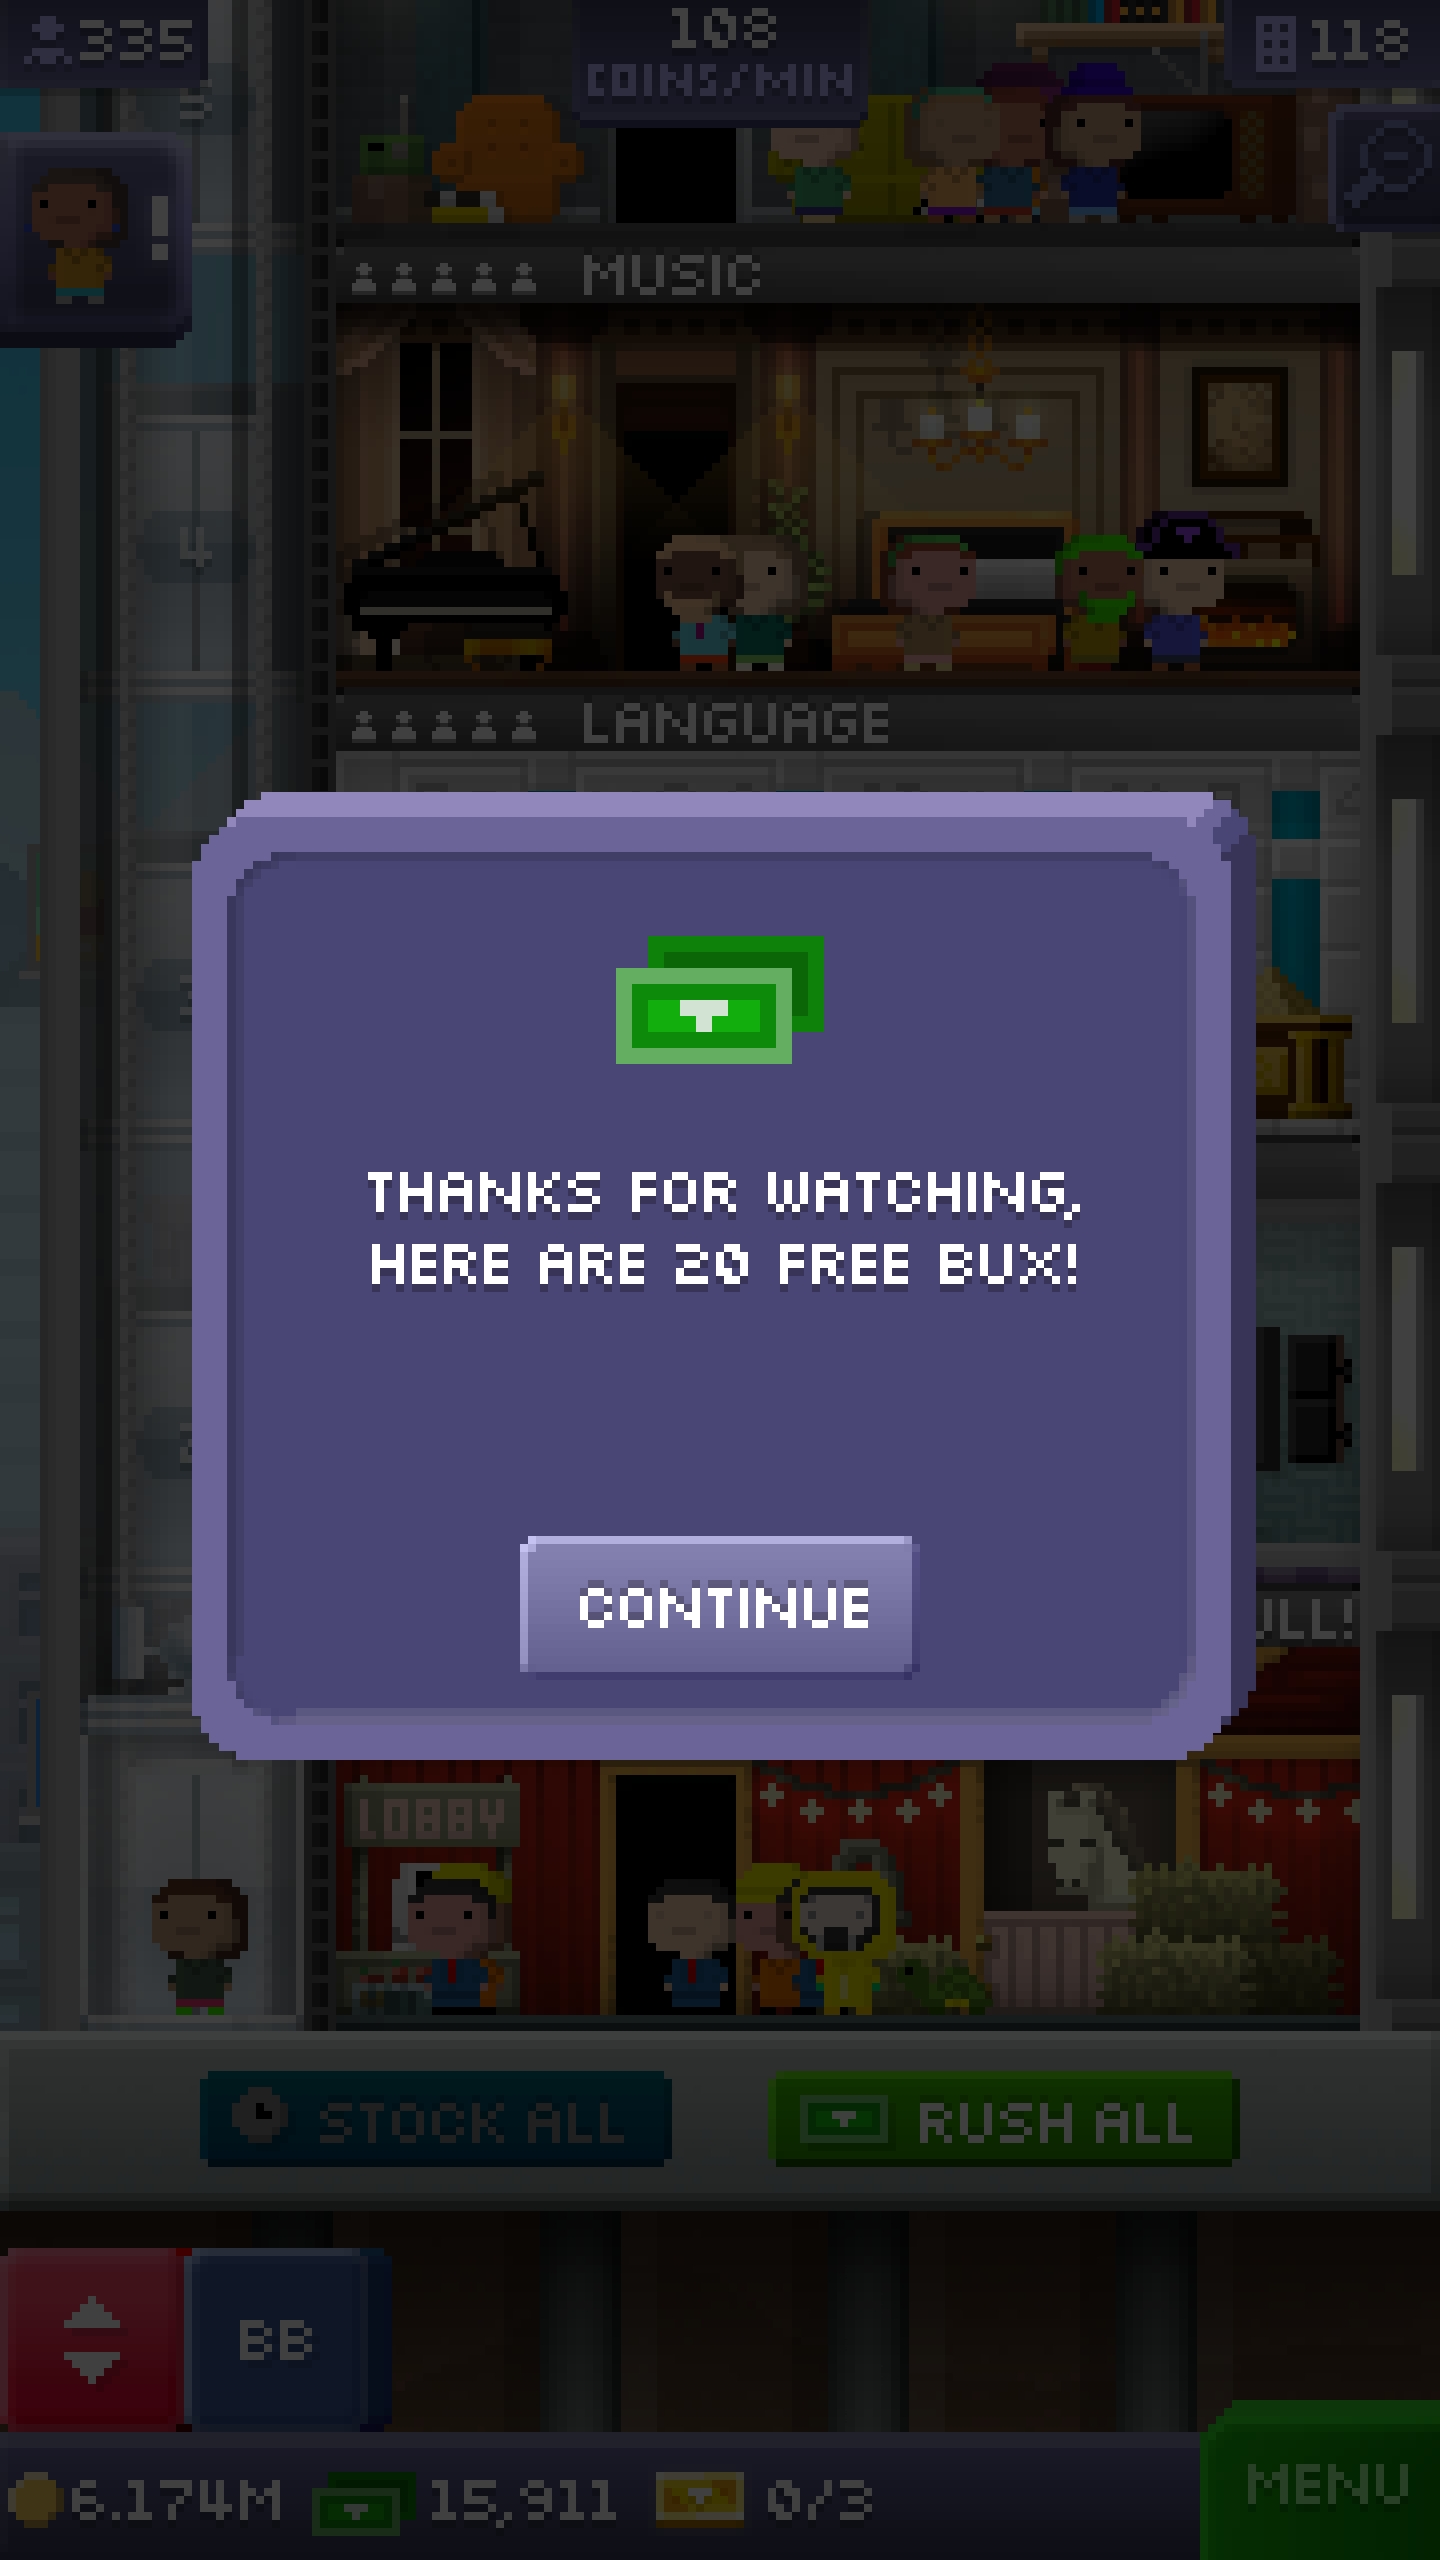 335
108
COINS/MIN
118
5
!
MUSIC
4
LANGUAGE
THANKS FOR WATCHING,
HERE ARE 20 FREE BUX!
CONTINUE
LOBBY
STOCK ALL
RUSH ALL
BB
6.174M
15,911
0/3
MENU